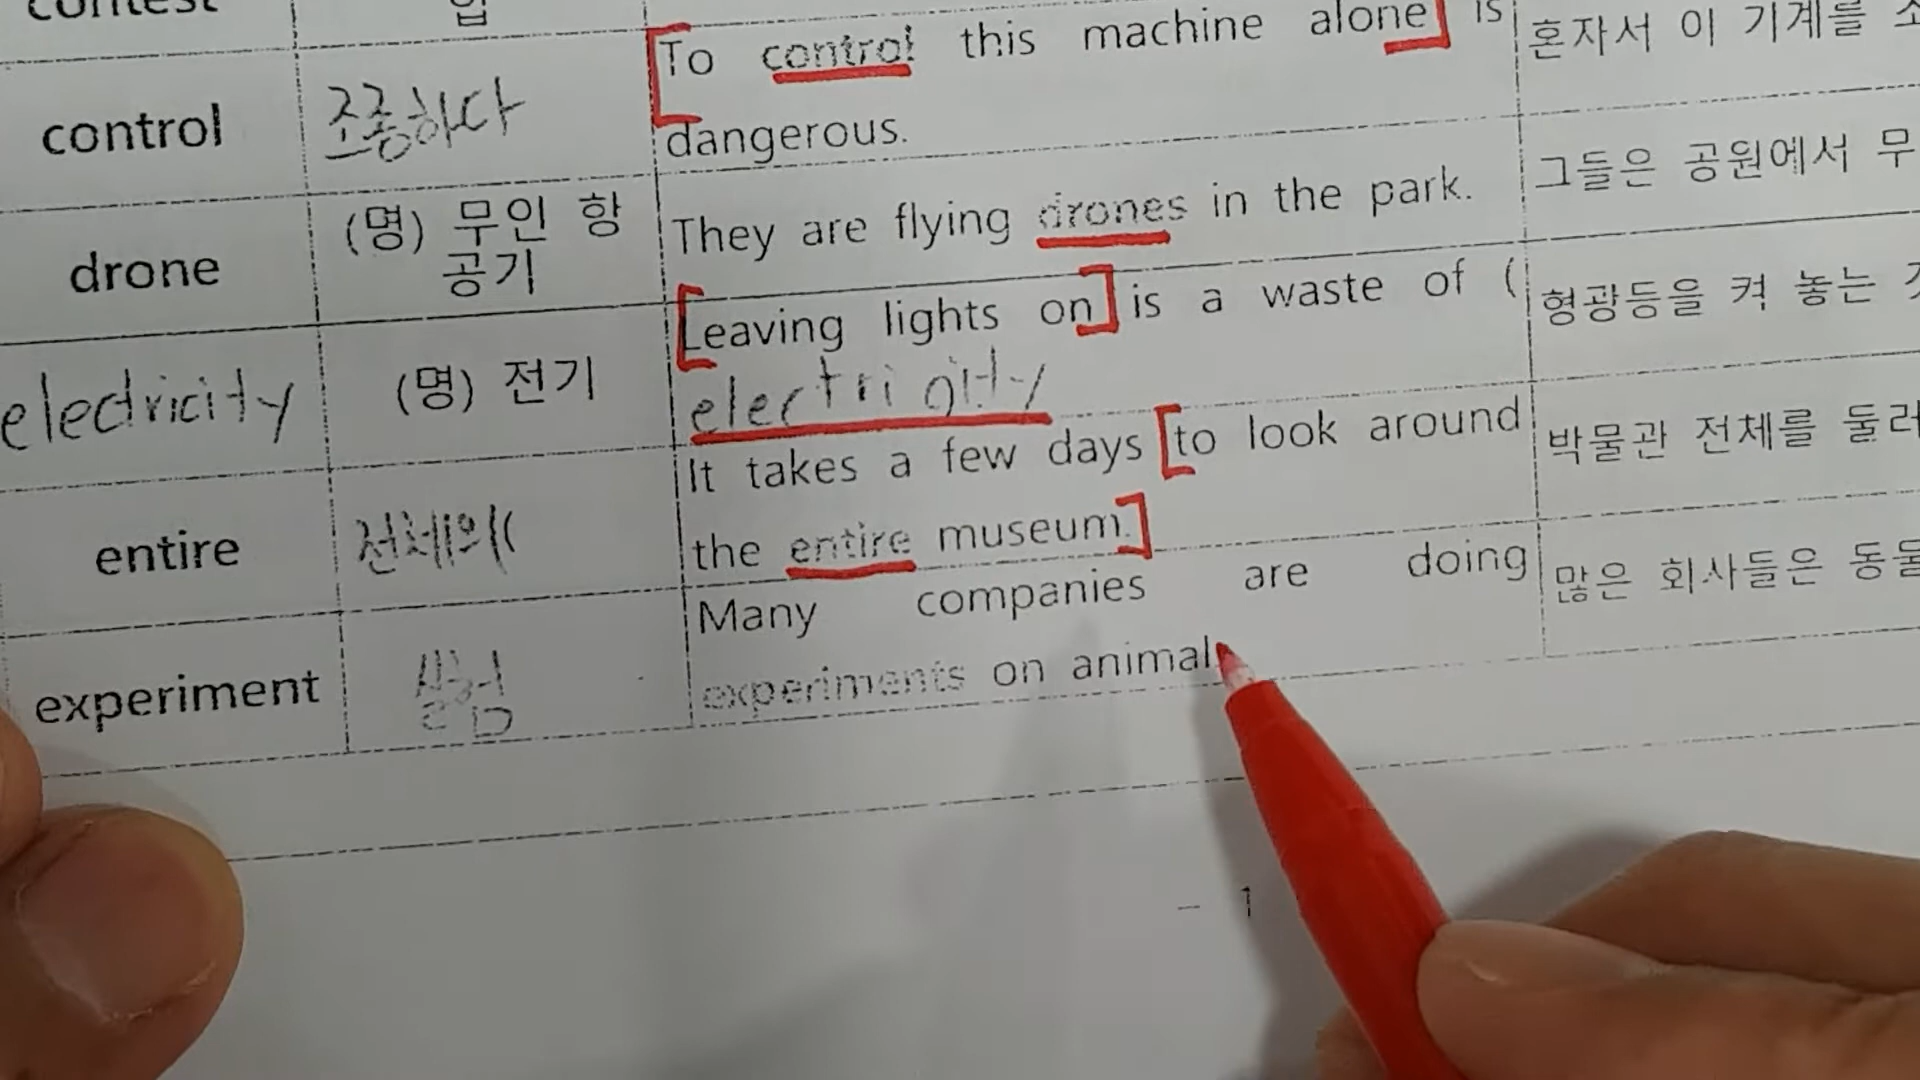 contest
입
control
조종하다
To control this machine alone is
dangerous.
혼자서 이 기계를
drone
(명) 무인 항
공기
They are flying drones in the park.
그들은 공원에서 무
electricity
(명) 전기
Leaving lights on is a waste of (
electricity
형광등을 켜 놓는
entire
전체의
It takes a few days to look around
the entire museum.
박물관 전체를 둘러
experiment
실험
Many companies are doing
experiments on animal
많은 회사들은 동물
- 1